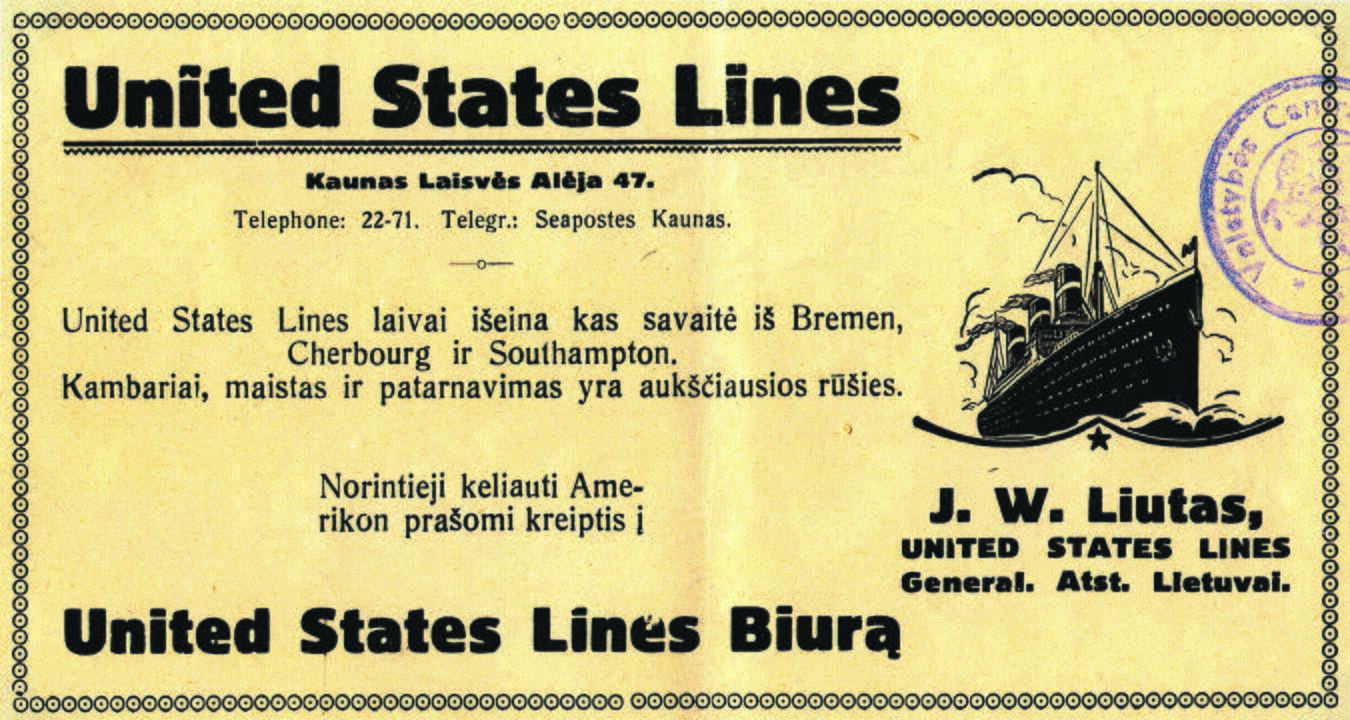 United States Lines
Kaunas Laisvės Alėja 47.
Telephone: 22-71. Telegr.: Seapostes Kaunas.
United States Lines laivai išeina kas savaitė iš Bremen,
Cherbourg ir Southampton.
Kambariai, maistas ir patarnavimas yra aukščiausios rūšies.
Norintieji keliauti Ame-
rikon prašomi kreiptis į
United States Lines Biurą
J. W. Liutas,
UNITED STATES LINES
General. Atst. Lietuvai.
Valstybės